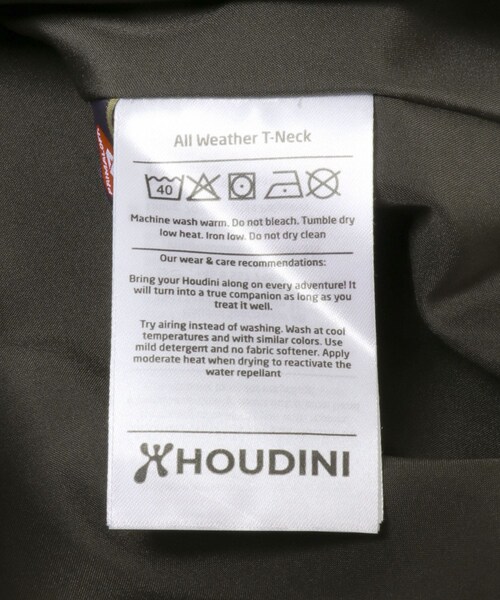 All Weather T-Neck
40
Machine wash warm. Do not bleach. Tumble dry
low heat. Iron low. Do not dry clean
Our wear & care recommendations:
Bring your Houdini along on every adventure! It
will turn into a true companion as long as you
treat it well.
Try airing instead of washing. Wash at cool
temperatures and with similar colors. Use
mild detergent and no fabric softener. Apply
moderate heat when drying to reactivate the
water repellant
HOUDINI
PRIMALOFT